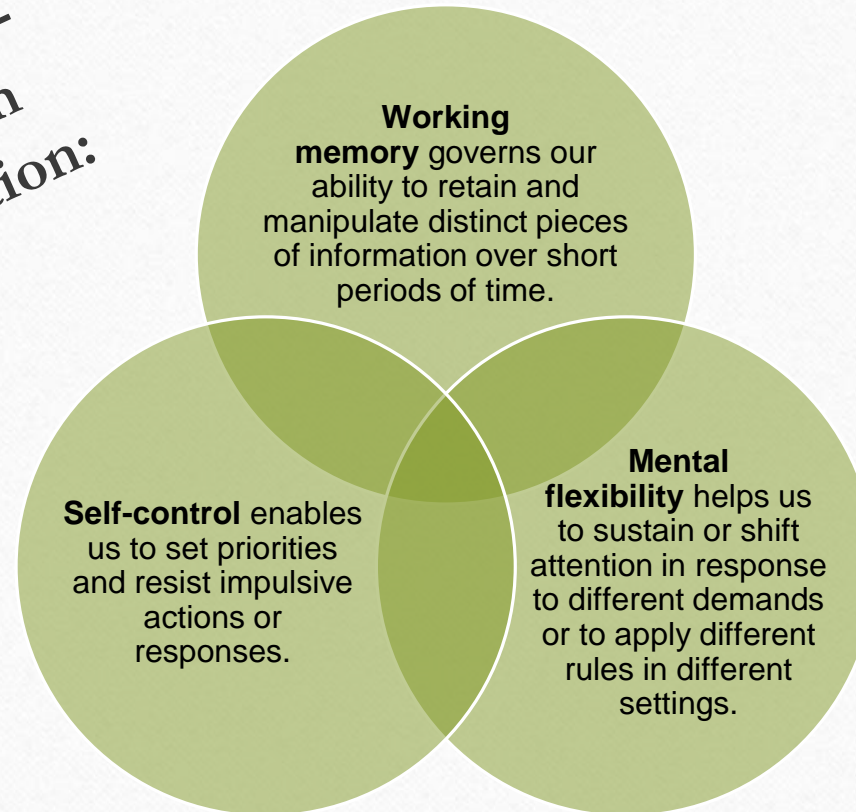 Working
memory governs our
ability to retain and
manipulate distinct pieces
of information over short
periods of time.
Self-control enables
us to set priorities
and resist impulsive
actions or
responses.
Mental
flexibility helps us
to sustain or shift
attention in response
to different demands
or to apply different
rules in different
settings.